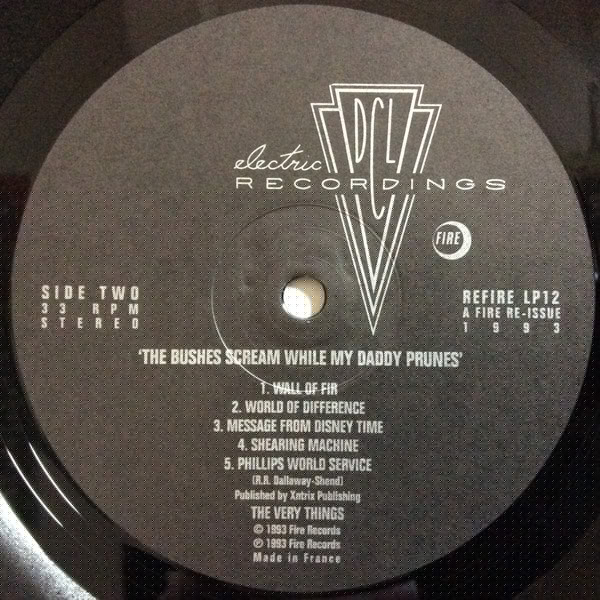 DCL
electric
RECORDINGS
FIRE
SIDE TWO
33 RPM
STEREO
REFIRE LP12
A FIRE RE-ISSUE
1993
'THE BUSHES SCREAM WHILE MY DADDY PRUNES'
1. WALL OF FIR
2. WORLD OF DIFFERENCE
3. MESSAGE FROM DISNEY TIME
4. SHEARING MACHINE
5. PHILLIPS WORLD SERVICE
(R.R. Dallaway-Shend)
Published by Xntrix Publishing
THE VERY THINGS
© 1993 Fire Records
℗ 1993 Fire Records
Made in France